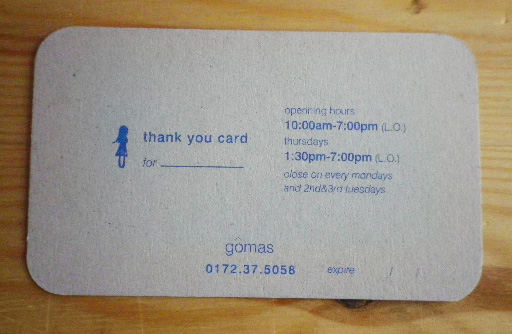 thank you card
for
openning hours
10:00am-7:00pm (L.O.)
thursdays
1:30pm-7:00pm (L.O.)
close on every mondays
and 2nd&3rd tuesdays
gômas
0172.37.5058
expire / /